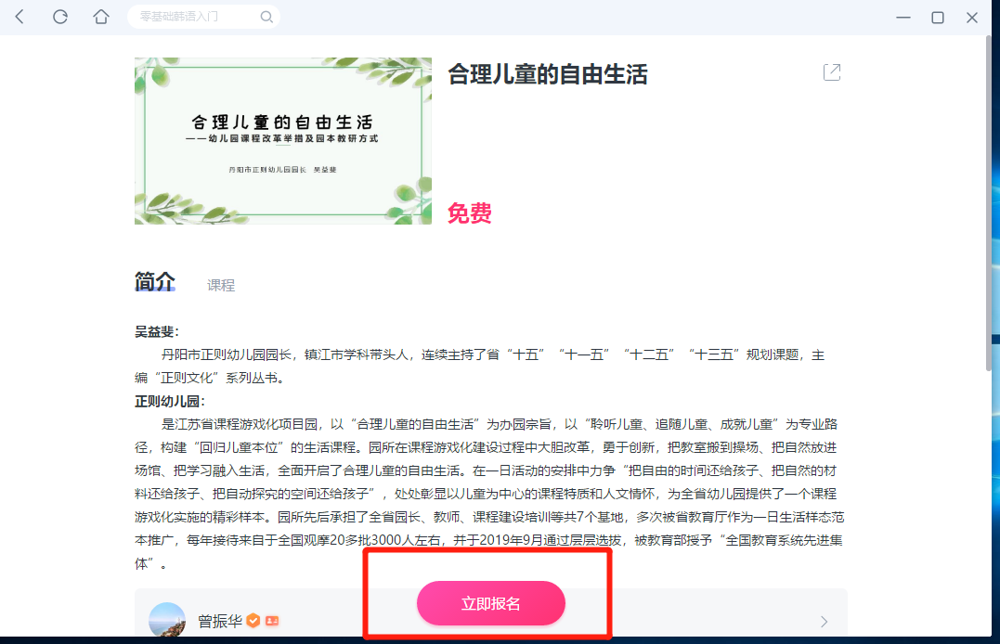 零基础韩语入门
合理儿童的自由生活
——幼儿园课程改革举措及园本教研方式
丹阳市正则幼儿园园长 吴益斐
合理儿童的自由生活
免费
简介 课程
吴益斐：
丹阳市正则幼儿园园长，镇江市学科带头人，连续主持了省“十五”“十一五”“十二五”“十三五”规划课题，主
编“正则文化”系列丛书。
正则幼儿园：
是江苏省课程游戏化项目园，以“合理儿童的自由生活”为办园宗旨，以“聆听儿童、追随儿童、成就儿童”为专业路
径，构建“回归儿童本位”的生活课程。园所在课程游戏化建设过程中大胆改革，勇于创新，把教室搬到操场、把自然放进
场馆、把学习融入生活，全面开启了合理儿童的自由生活。在一日活动的安排中力争“把自由的时间还给孩子、把自然的材
料还给孩子、把自动探究的空间还给孩子”，处处彰显以儿童为中心的课程特质和人文情怀，为全省幼儿园提供了一个课程
游戏化实施的精彩样本。园所先后承担了全省园长、教师、课程建设培训等共7个基地，多次被省教育厅作为一日生活样态范
本推广，每年接待来自于全国观摩20多批3000人左右，并于2019年9月通过层层选拔，被教育部授予“全国教育系统先进集
体”。
立即报名
曾振华